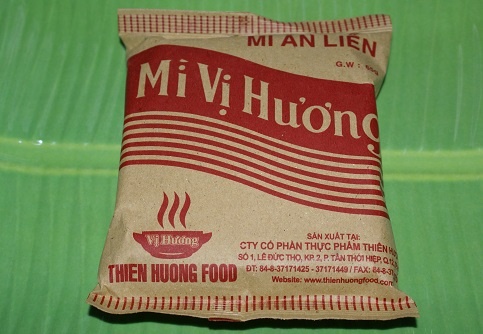 MÌ ĂN LIỀN
G.W : 65g
Mì Vị Hương
Vị Hương
THIEN HUONG FOOD
SẢN XUẤT TẠI:
CTY CỔ PHẦN THỰC PHẨM THIÊN
SỐ 1, LÊ ĐỨC THỌ, KP. 2, P. TÂN THỚI HIỆP, Q.
ĐT: 84-8-37171425 - 37171449 / FAX: 84-8-
Website: www.thienhuongfood.com